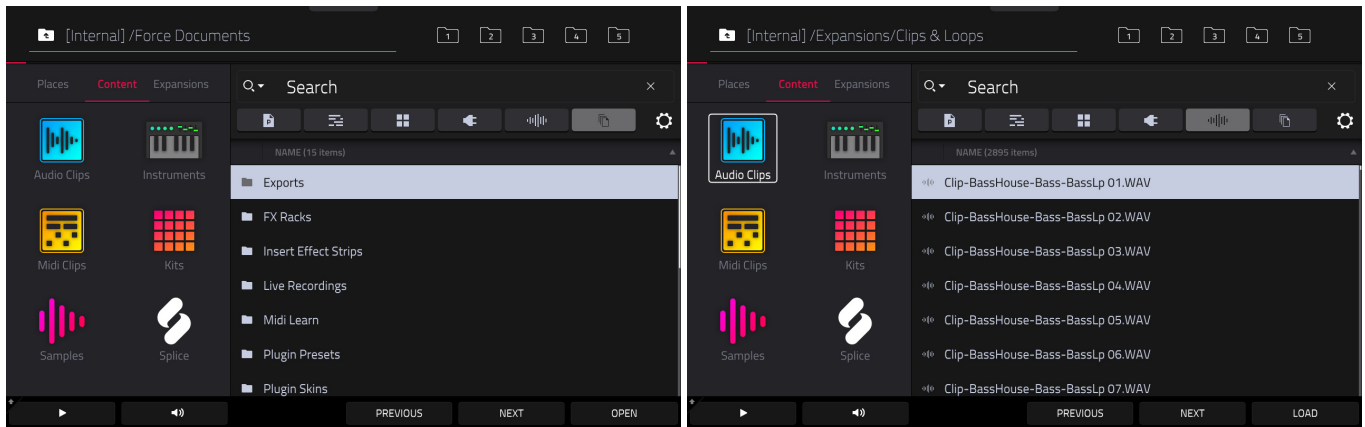 [Internal] /Force Documents
1 2 3 4 5
Places Content Expansions
Search
P
NAME (15 items)
Audio Clips Instruments
Midi Clips Kits
Samples Splice
Exports
FX Racks
Insert Effect Strips
Live Recordings
Midi Learn
Plugin Presets
Plugin Skins
PREVIOUS NEXT OPEN
[Internal] /Expansions/Clips & Loops
1 2 3 4 5
Places Content Expansions
Search
P
NAME (2895 items)
Audio Clips Instruments
Midi Clips Kits
Samples Splice
Clip-BassHouse-Bass-BassLp 01.WAV
Clip-BassHouse-Bass-BassLp 02.WAV
Clip-BassHouse-Bass-BassLp 03.WAV
Clip-BassHouse-Bass-BassLp 04.WAV
Clip-BassHouse-Bass-BassLp 05.WAV
Clip-BassHouse-Bass-BassLp 06.WAV
Clip-BassHouse-Bass-BassLp 07.WAV
PREVIOUS NEXT LOAD